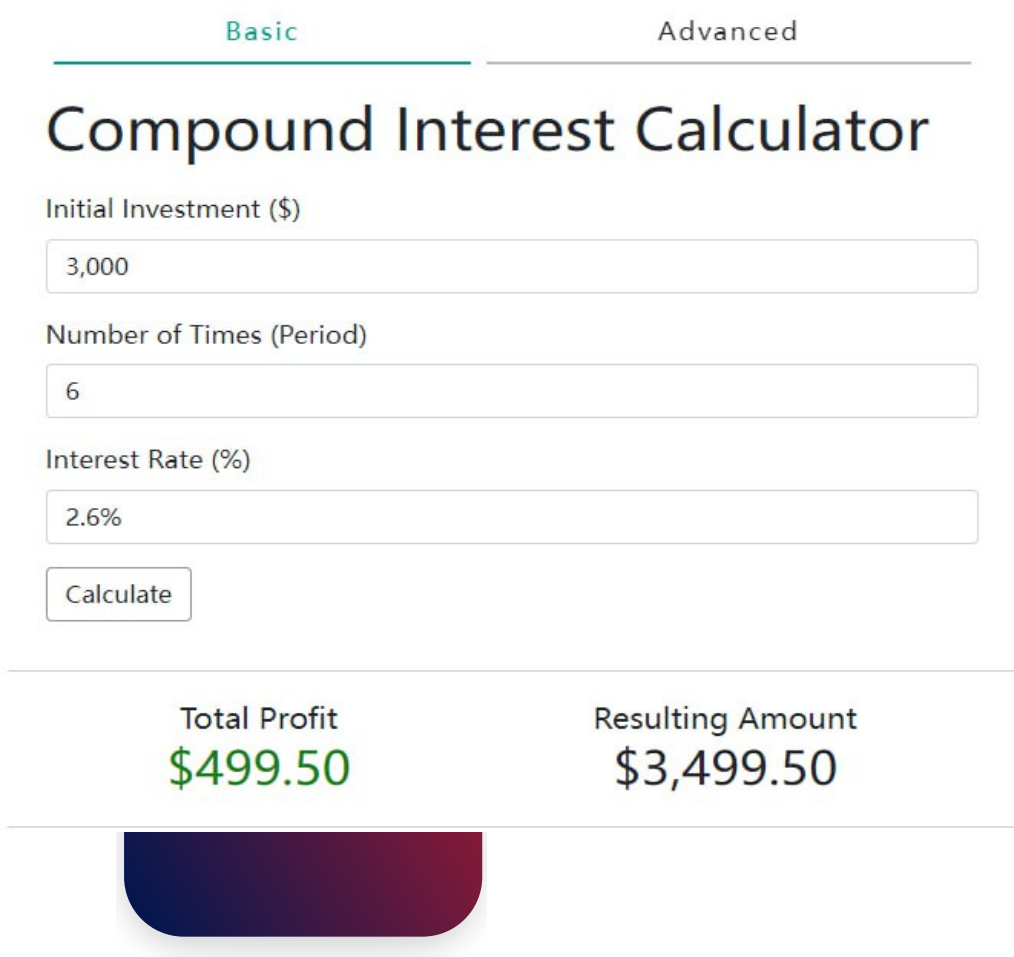 Basic Advanced
Compound Interest Calculator
Initial Investment ($)
3,000
Number of Times (Period)
6
Interest Rate (%)
2.6%
Calculate
Total Profit Resulting Amount
$499.50 $3,499.50